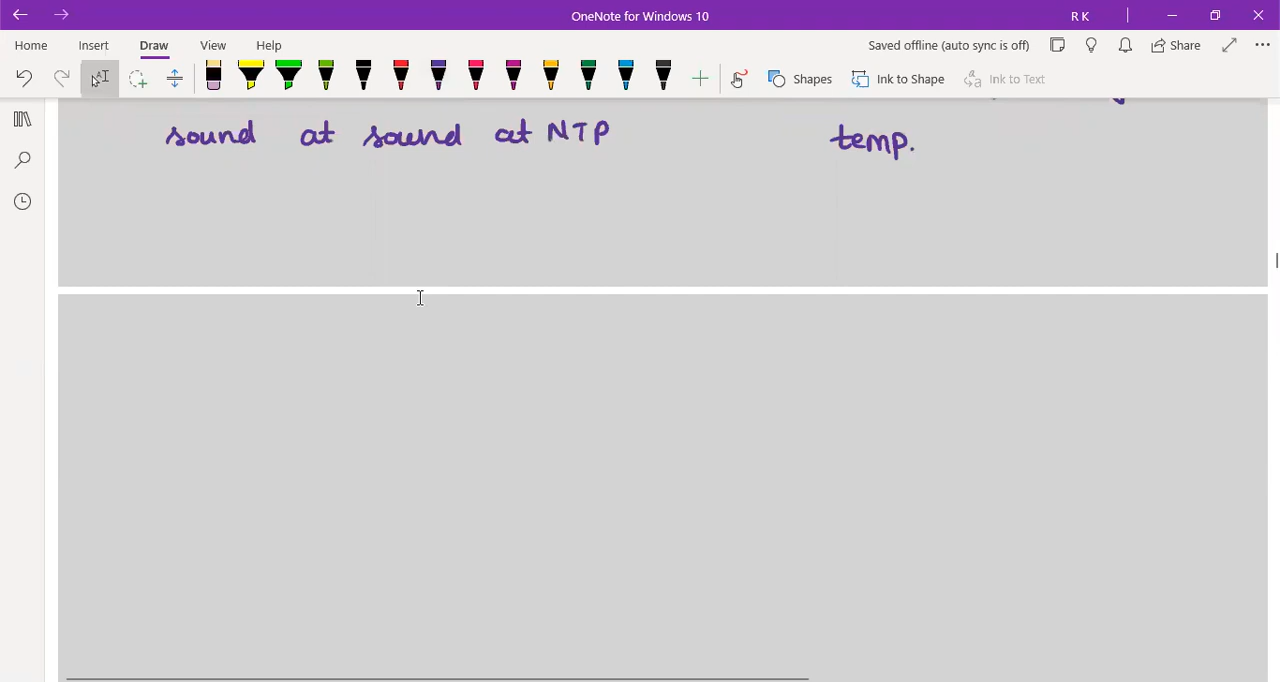 OneNote for Windows 10
R K
Home Insert Draw View Help
Saved offline (auto sync is off) Share
Shapes Ink to Shape Ink to Text
sound at sound at NTP temp.